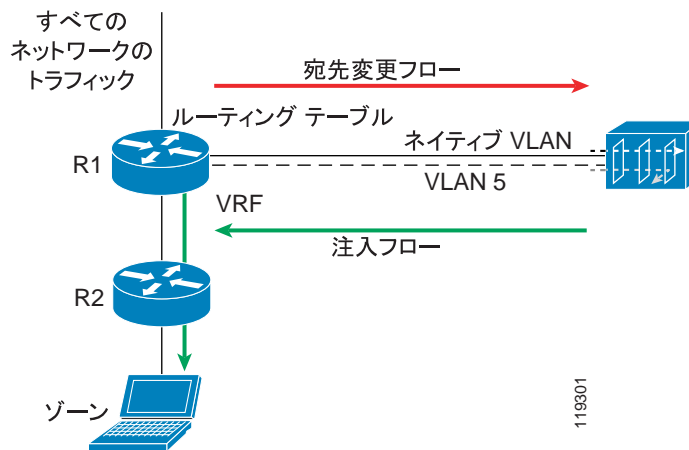 すべての
ネットワークの
トラフィック
宛先変更フロー
ルーティング テーブル
ネイティブ VLAN
R1
VLAN 5
VRF
注入フロー
R2
ゾーン
119301